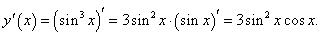 y′(x) = (sin³ x)′ = 3sin² x · (sin x)′ = 3sin² x cos x.